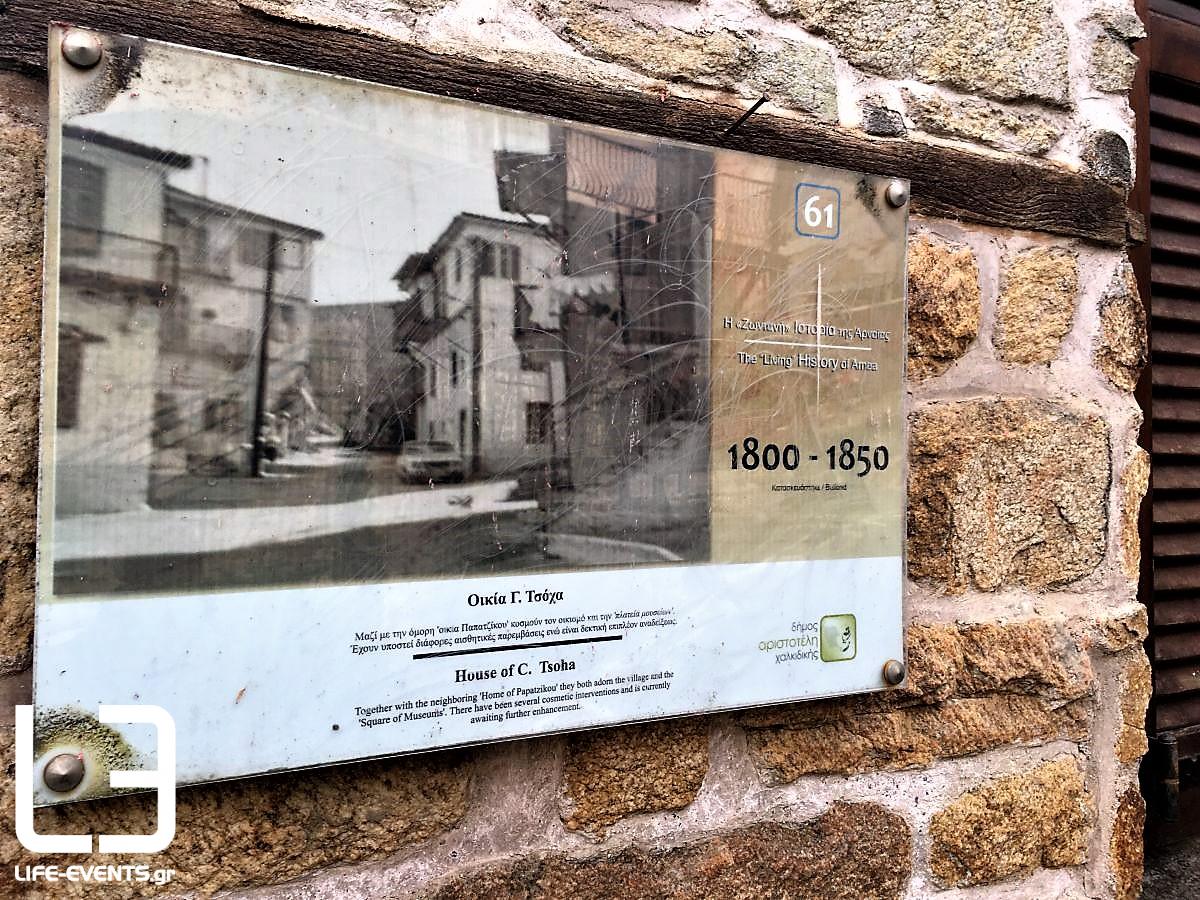 61
Η «Ζωντανή» Ιστορία της Αρναίας
The "Living" History of Arnea
1800 - 1850
Κατασκευάστηκε / Builend
Οικία Γ. Τσόχα
Μαζί με την όμορη 'οικία Παπατζίκου' κοσμούν τον οικισμό και την 'πλατεία μουσείων'.
Έχουν υποστεί διάφορες αισθητικές παρεμβάσεις ενώ είναι δεκτική επιπλέον αναδείξεως.
House of C. Tsoha
Together with the neighboring 'Home of Papatzikou' they both adorn the village and the
'Square of Museums'. There have been several cosmetic interventions and is currently
awaiting further enhancement.
δήμος
αριστοτέλη
χαλκιδικής
LIFE-EVENTS.gr